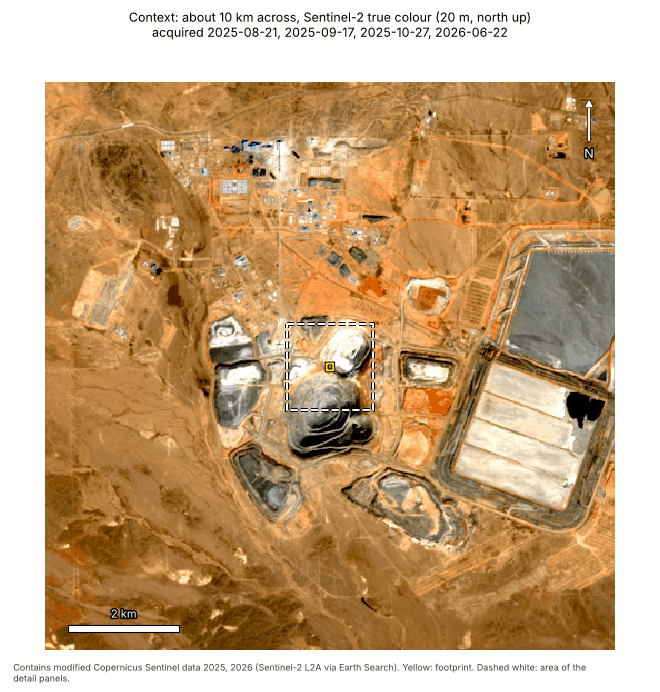 Context: about 10 km across, Sentinel-2 true colour (20 m, north up)
acquired 2025-08-21, 2025-09-17, 2025-10-27, 2026-06-22
N
2 km
Contains modified Copernicus Sentinel data 2025, 2026 (Sentinel-2 L2A via Earth Search). Yellow: footprint. Dashed white: area of the
detail panels.